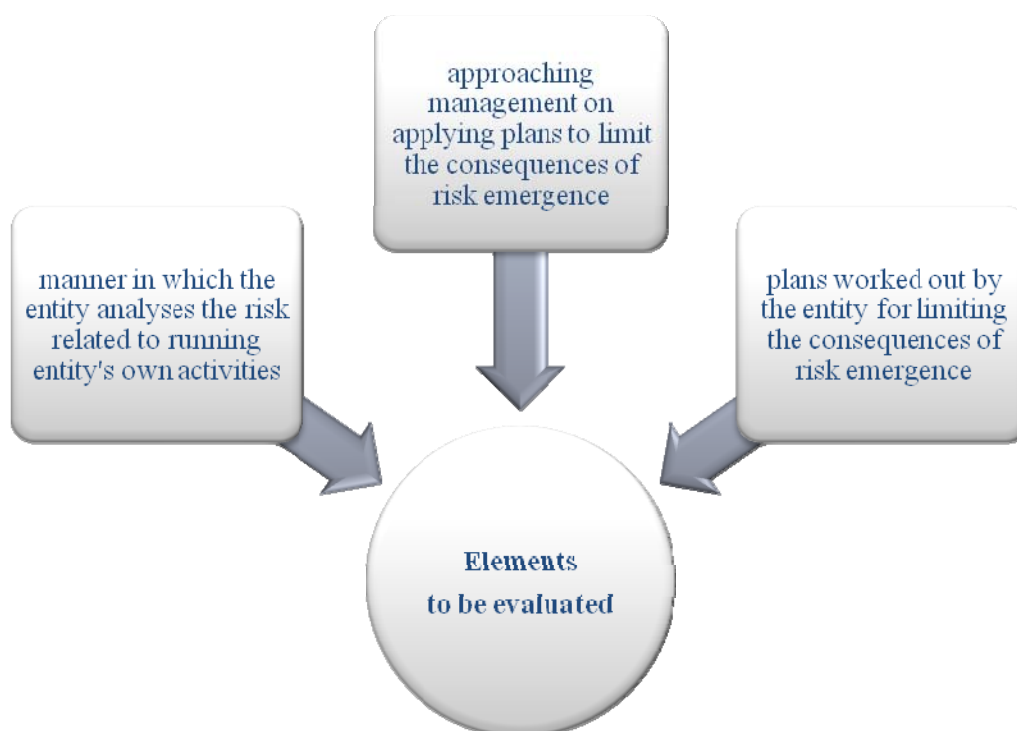 approaching
management on
applying plans to limit
the consequences of
risk emergence
manner in which the
entity analyses the risk
related to running
entity's own activities
plans worked out by
the entity for limiting
the consequences of
risk emergence
Elements
to be evaluated